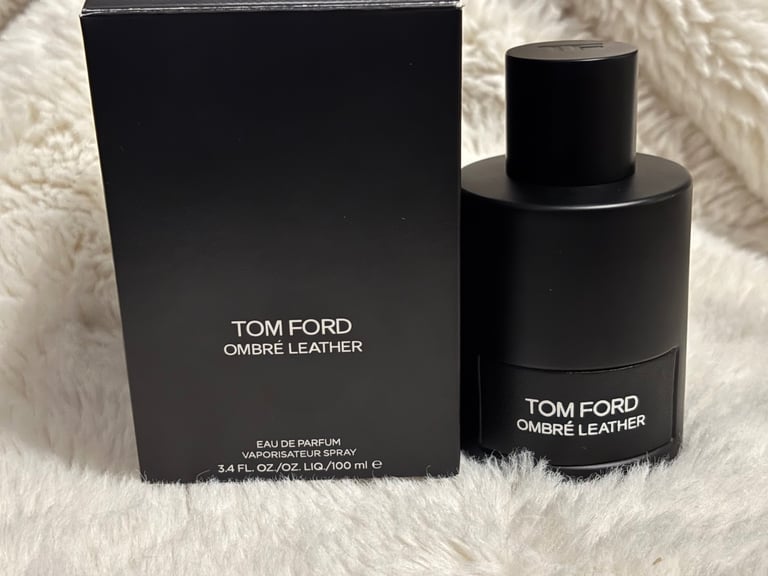 TOM FORD
OMBRÉ LEATHER
EAU DE PARFUM
VAPORISATEUR SPRAY
3.4 FL. OZ./OZ. LIQ./100 ml ℮
TOM FORD
OMBRÉ LEATHER